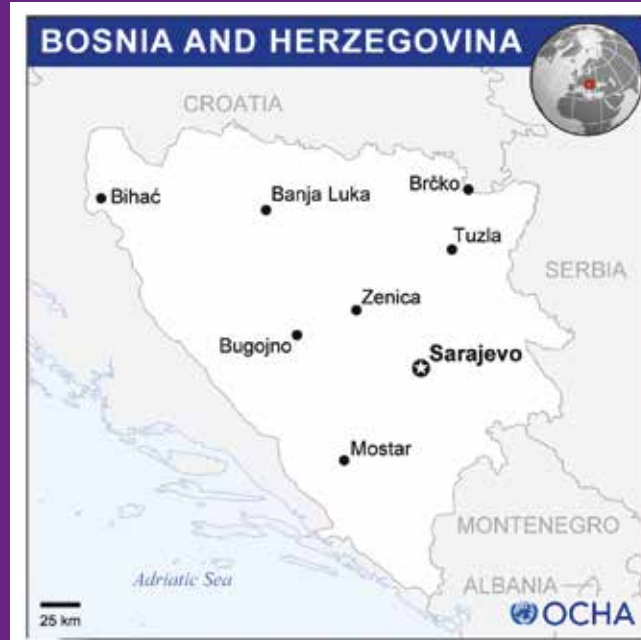 BOSNIA AND HERZEGOVINA
CROATIA
Bihać
Banja Luka
Brčko
Tuzla
SERBIA
Zenica
Bugojno
Sarajevo
Mostar
MONTENEGRO
Adriatic Sea
ALBANIA
25 km
OCHA